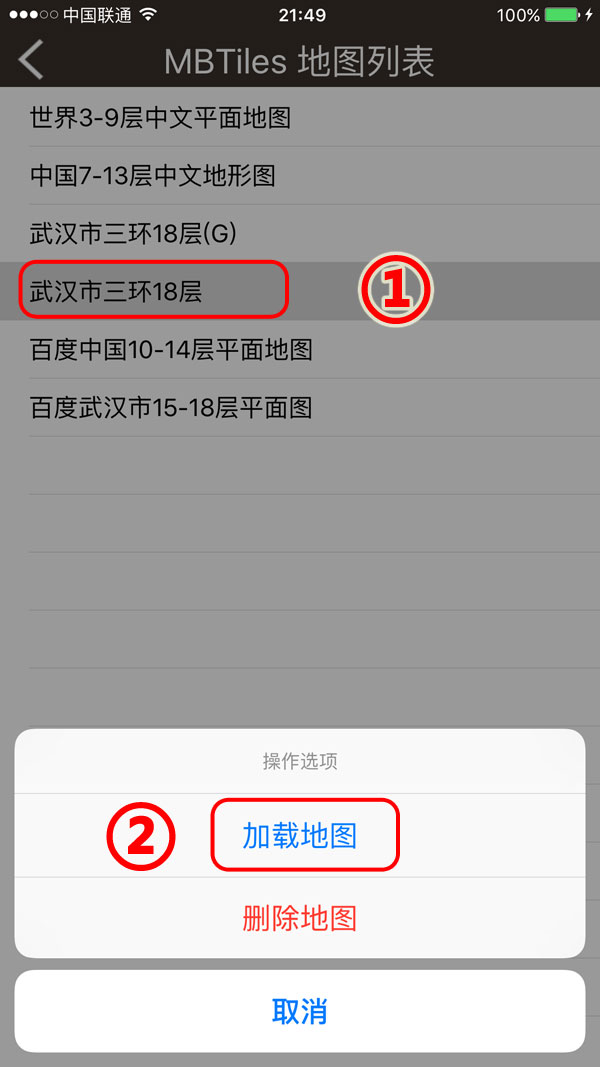 中国联通 21:49 100%
MBTiles 地图列表
世界3-9层中文平面地图
中国7-13层中文地形图
武汉市三环18层(G)
武汉市三环18层
1
百度中国10-14层平面地图
百度武汉市15-18层平面图
操作选项
2
加载地图
删除地图
取消